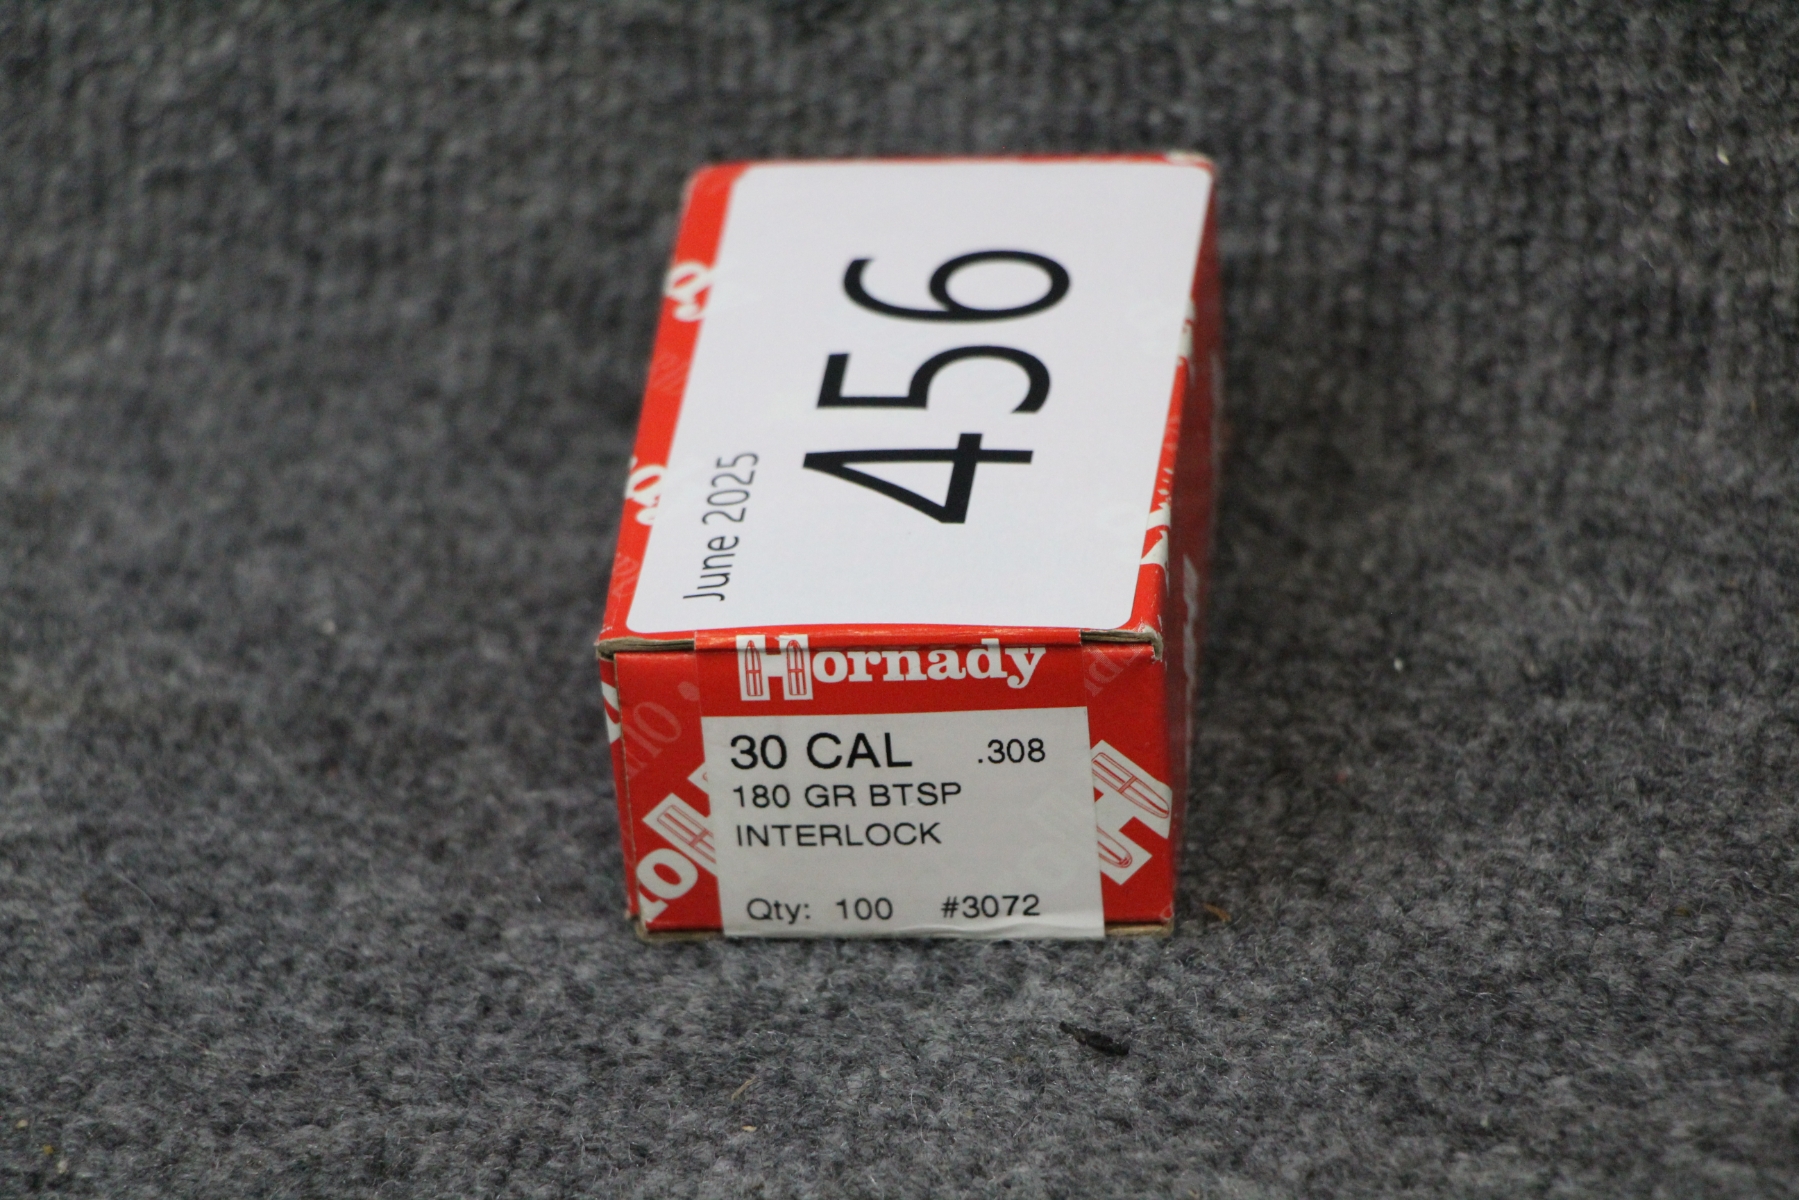 456
June 2025
Hornady
30 CAL .308
180 GR BTSP
INTERLOCK
Qty: 100 #3072